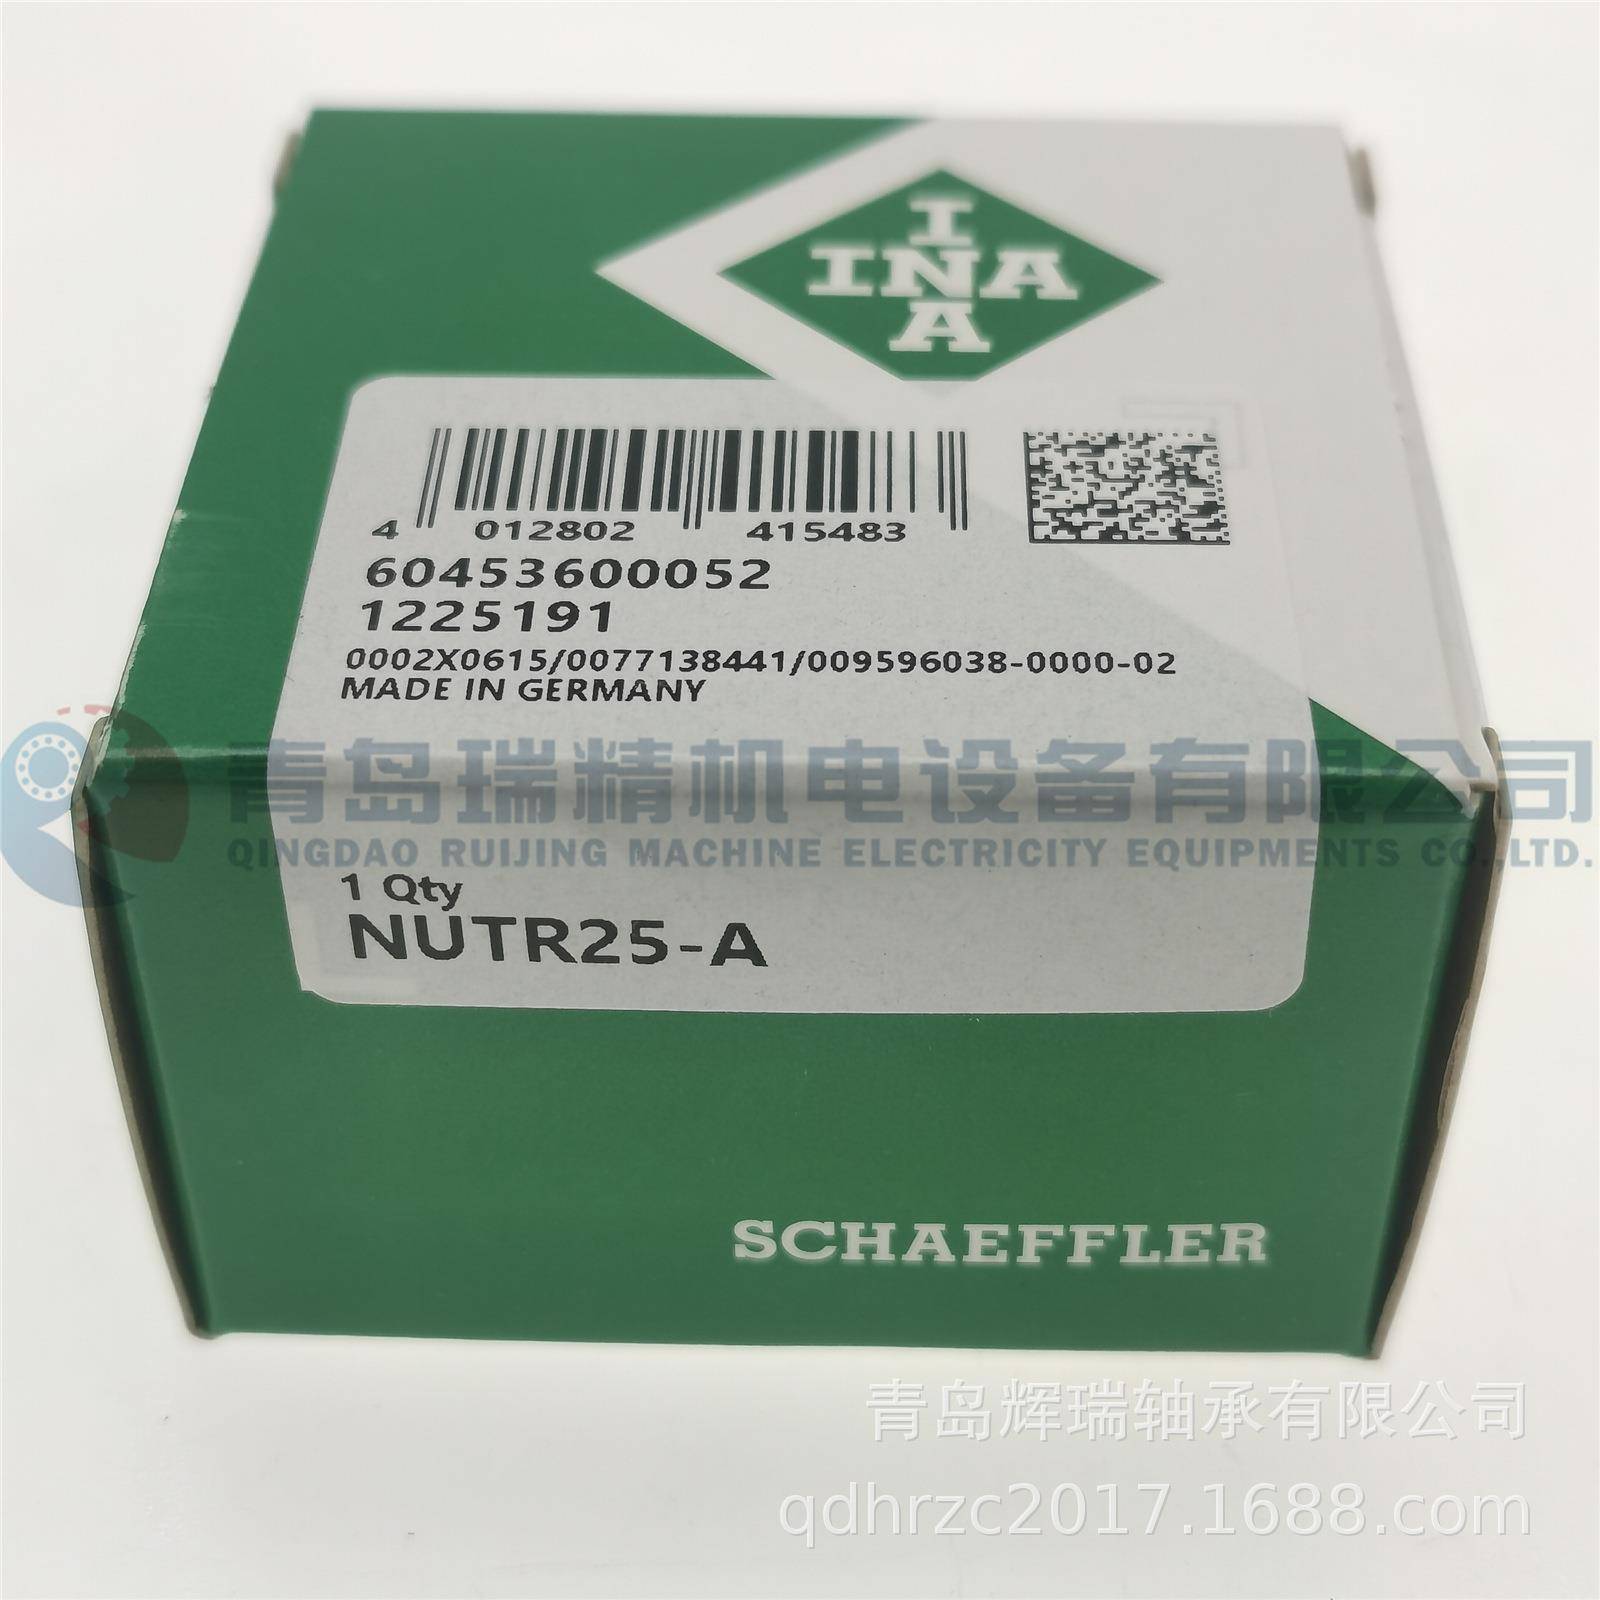 I
INA
A
4 012802 415483
60453600052
1225191
0002X0615/0077138441/009596038-0000-02
MADE IN GERMANY
青岛瑞精机电设备有限公司
QINGDAO RUIJING MACHINE ELECTRICITY EQUIPMENTS CO.,LTD.
1 Qty
NUTR25-A
SCHAEFFLER
青岛辉瑞轴承有限公司
qdhrzc2017.1688.com